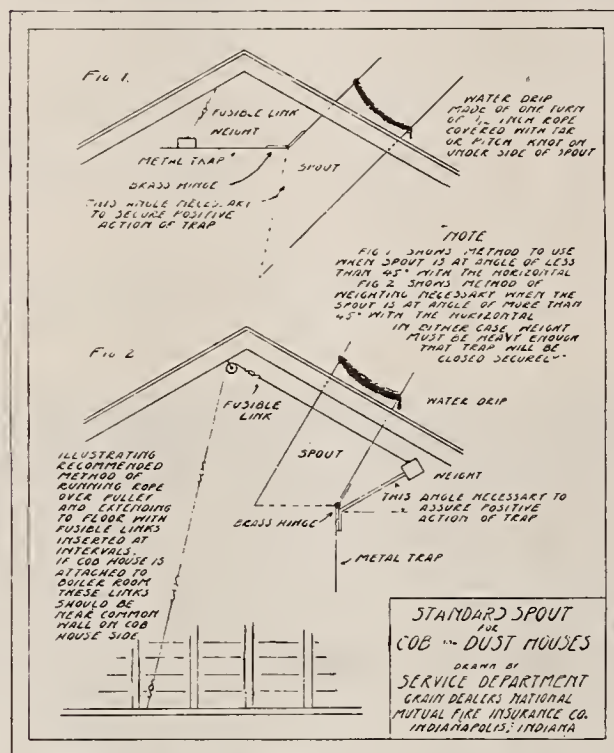 FIG 1.
FUSIBLE LINK
WEIGHT
METAL TRAP
BRASS HINGE
SPOUT
THIS ANGLE NECESSARY
TO SECURE POSITIVE
ACTION OF TRAP
WATER DRIP
MADE OF ONE TURN
OF INCH ROPE
COVERED WITH TAR
OR PITCH KNOT ON
UNDER SIDE OF SPOUT
NOTE
FIG 1 SHOWS METHOD TO USE
WHEN SPOUT IS AT ANGLE OF LESS
THAN 45° WITH THE HORIZONTAL
FIG 2 SHOWS METHOD OF
WEIGHTING NECESSARY WHEN THE
SPOUT IS AT ANGLE OF MORE THAN
45° WITH THE HORIZONTAL
IN EITHER CASE WEIGHT
MUST BE HEAVY ENOUGH
THAT TRAP WILL BE
CLOSED SECURELY
FIG 2
FUSIBLE
LINK
WATER DRIP
SPOUT
WEIGHT
THIS ANGLE NECESSARY TO
ASSURE POSITIVE
ACTION OF TRAP
BRASS HINGE
METAL TRAP
ILLUSTRATING
RECOMMENDED
METHOD OF
RUNNING ROPE
OVER PULLEY
AND EXTENDING
TO FLOOR WITH
FUSIBLE LINKS
INSERTED AT
INTERVALS.
IF COB HOUSE IS
ATTACHED TO
BOILER ROOM
THESE LINKS
SHOULD BE
NEAR COMMON
WALL ON COB
HOUSE SIDE
STANDARD SPOUT
FOR
COB DUST HOUSES
DRAWN BY
SERVICE DEPARTMENT
GRAIN DEALERS NATIONAL
MUTUAL FIRE INSURANCE CO.
INDIANAPOLIS, INDIANA